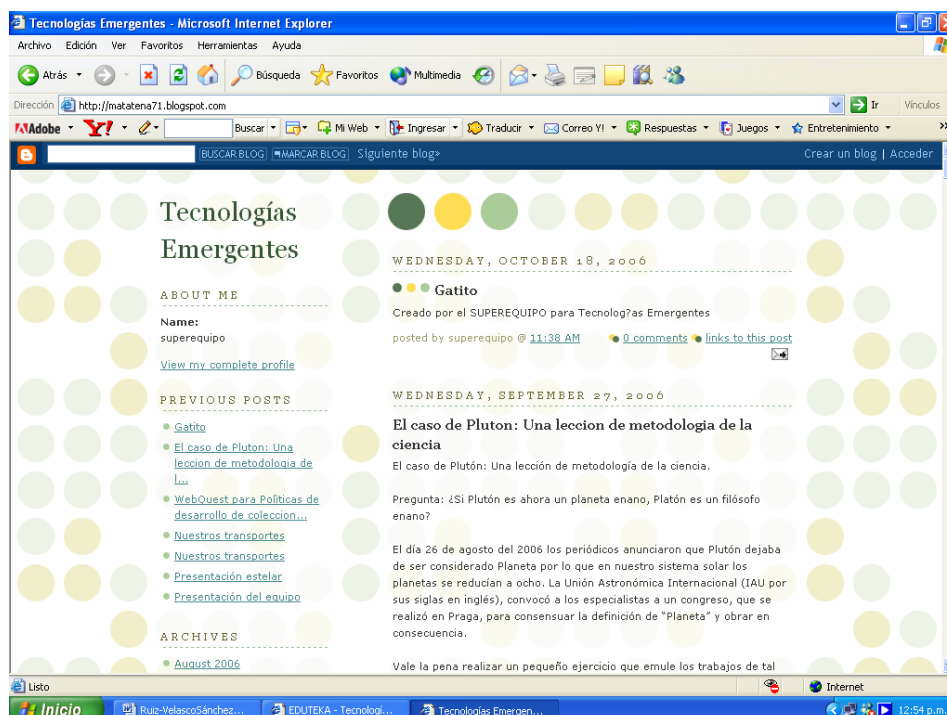 Tecnologías Emergentes - Microsoft Internet Explorer
Archivo Edición Ver Favoritos Herramientas Ayuda
Atrás Búsqueda Favoritos Multimedia
Dirección http://matatena71.blogspot.com Ir Vínculos
Adobe Y! Buscar Mi Web Ingresar Traducir Correo Y! Respuestas Juegos Entretenimiento »
BUSCAR BLOG MARCAR BLOG Siguiente blog» Crear un blog | Acceder
Tecnologías
Emergentes
ABOUT ME
Name:
superequipo
View my complete profile
PREVIOUS POSTS
Gatito
El caso de Pluton: Una
leccion de metodologia de
l...
WebQuest para Politicas de
desarrollo de coleccion...
Nuestros transportes
Nuestros transportes
Presentación estelar
Presentación del equipo
ARCHIVES
August 2006
WEDNESDAY, OCTOBER 18, 2006
Gatito
Creado por el SUPEREQUIPO para Tecnolog?as Emergentes
posted by superequipo @ 11:38 AM 0 comments links to this post
WEDNESDAY, SEPTEMBER 27, 2006
El caso de Pluton: Una leccion de metodologia de la
ciencia
El caso de Plutón: Una lección de metodología de la ciencia.
Pregunta: ¿Si Plutón es ahora un planeta enano, Platón es un filósofo
enano?
El día 26 de agosto del 2006 los periódicos anunciaron que Plutón dejaba
de ser considerado Planeta por lo que en nuestro sistema solar los
planetas se reducían a ocho. La Unión Astronómica Internacional (IAU por
sus siglas en inglés), convocó a los especialistas a un congreso, que se
realizó en Praga, para consensuar la definición de "Planeta" y obrar en
consecuencia.
Vale la pena realizar un pequeño ejercicio que emule los trabajos de tal
Listo Internet
Inicio Ruiz-VelascoSánchez... EDUTEKA - Tecnologi... Tecnologías Emergen... 12:54 p.m.